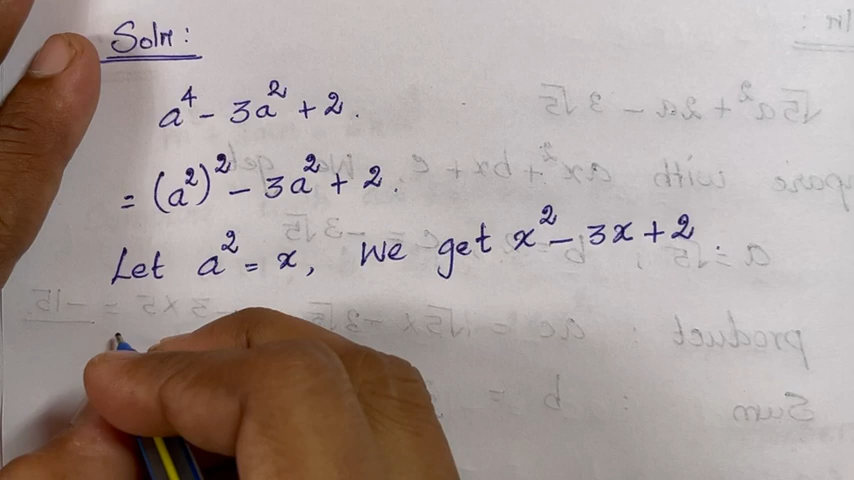 Soln:
a⁴ - 3a² + 2.
= (a²)² - 3a² + 2.
Let a² = x, We get x² - 3x + 2